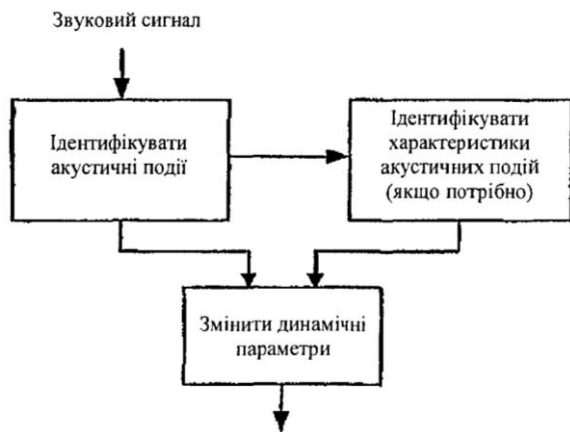 Звуковий сигнал
Ідентифікувати
акустичні події
Ідентифікувати
характеристики
акустичних подій
(якщо потрібно)
Змінити динамічні
параметри